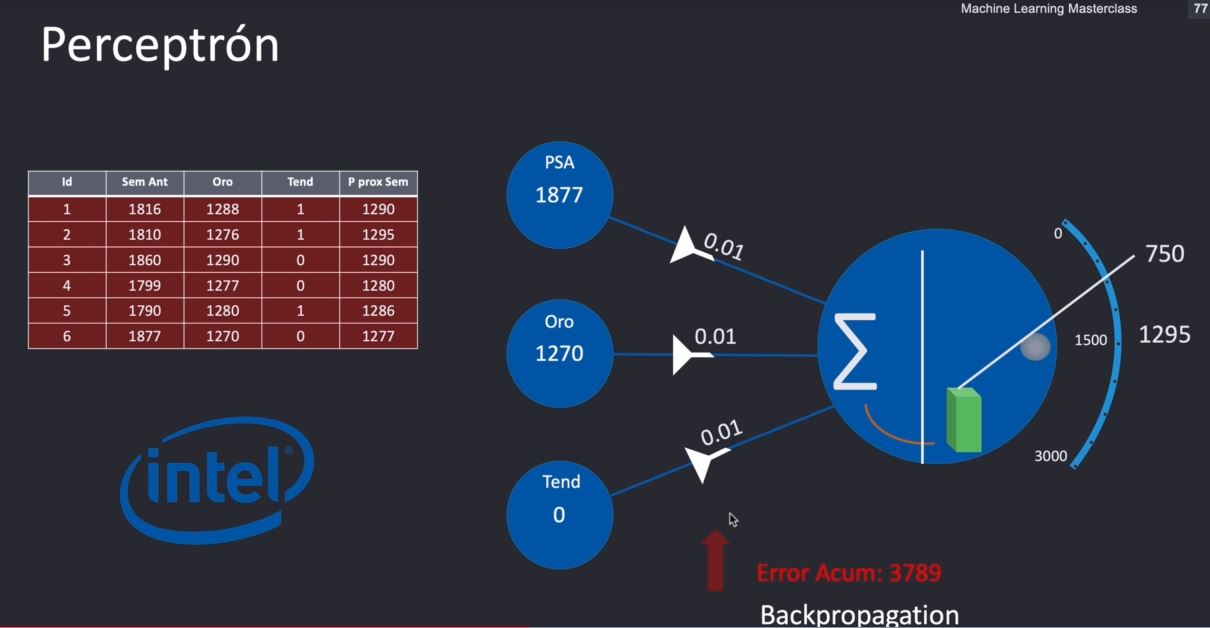 Machine Learning Masterclass 77
Perceptrón
Id Sem Ant Oro Tend P prox Sem
1 1816 1288 1 1290
2 1810 1276 1 1295
3 1860 1290 0 1290
4 1799 1277 0 1280
5 1790 1280 1 1286
6 1877 1270 0 1277
intel®
PSA
1877
0.01
Oro
1270
0.01
Tend
0
0.01
Σ
0
750
1500
1295
3000
Error Acum: 3789
Backpropagation